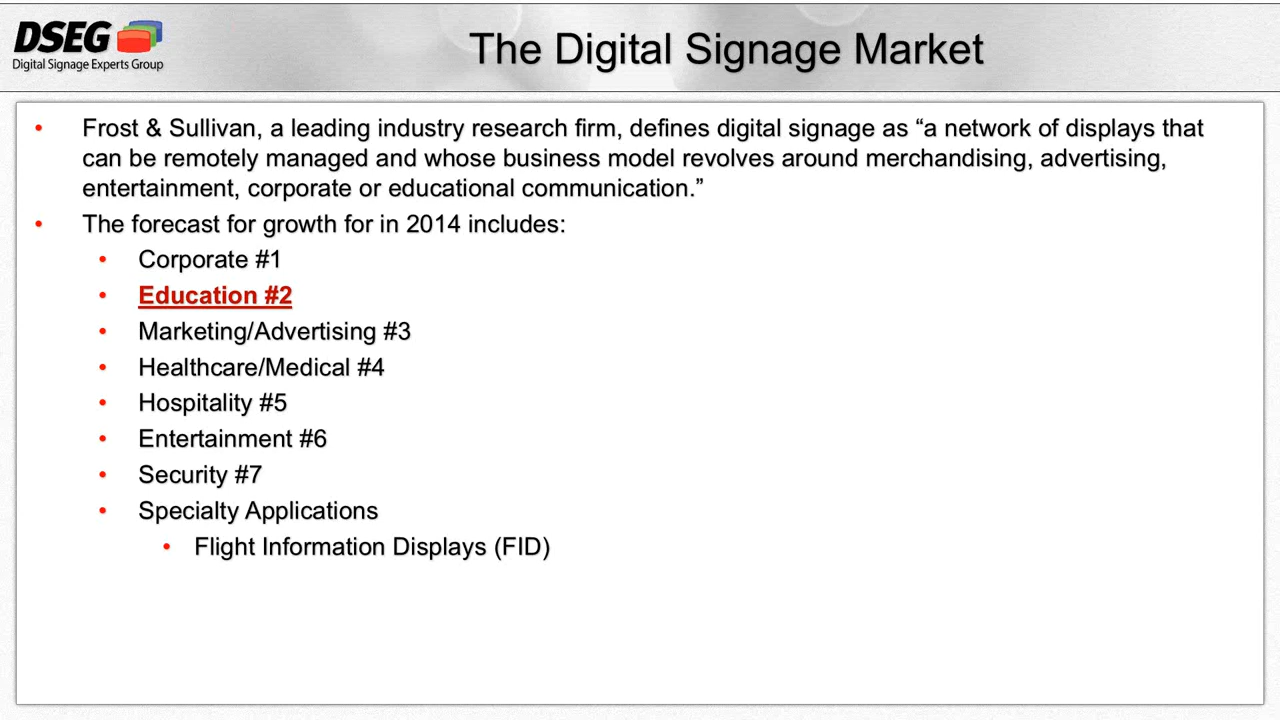 DSEG
Digital Signage Experts Group
The Digital Signage Market
• Frost & Sullivan, a leading industry research firm, defines digital signage as “a network of displays that
can be remotely managed and whose business model revolves around merchandising, advertising,
entertainment, corporate or educational communication.”
• The forecast for growth for in 2014 includes:
• Corporate #1
• Education #2
• Marketing/Advertising #3
• Healthcare/Medical #4
• Hospitality #5
• Entertainment #6
• Security #7
• Specialty Applications
• Flight Information Displays (FID)